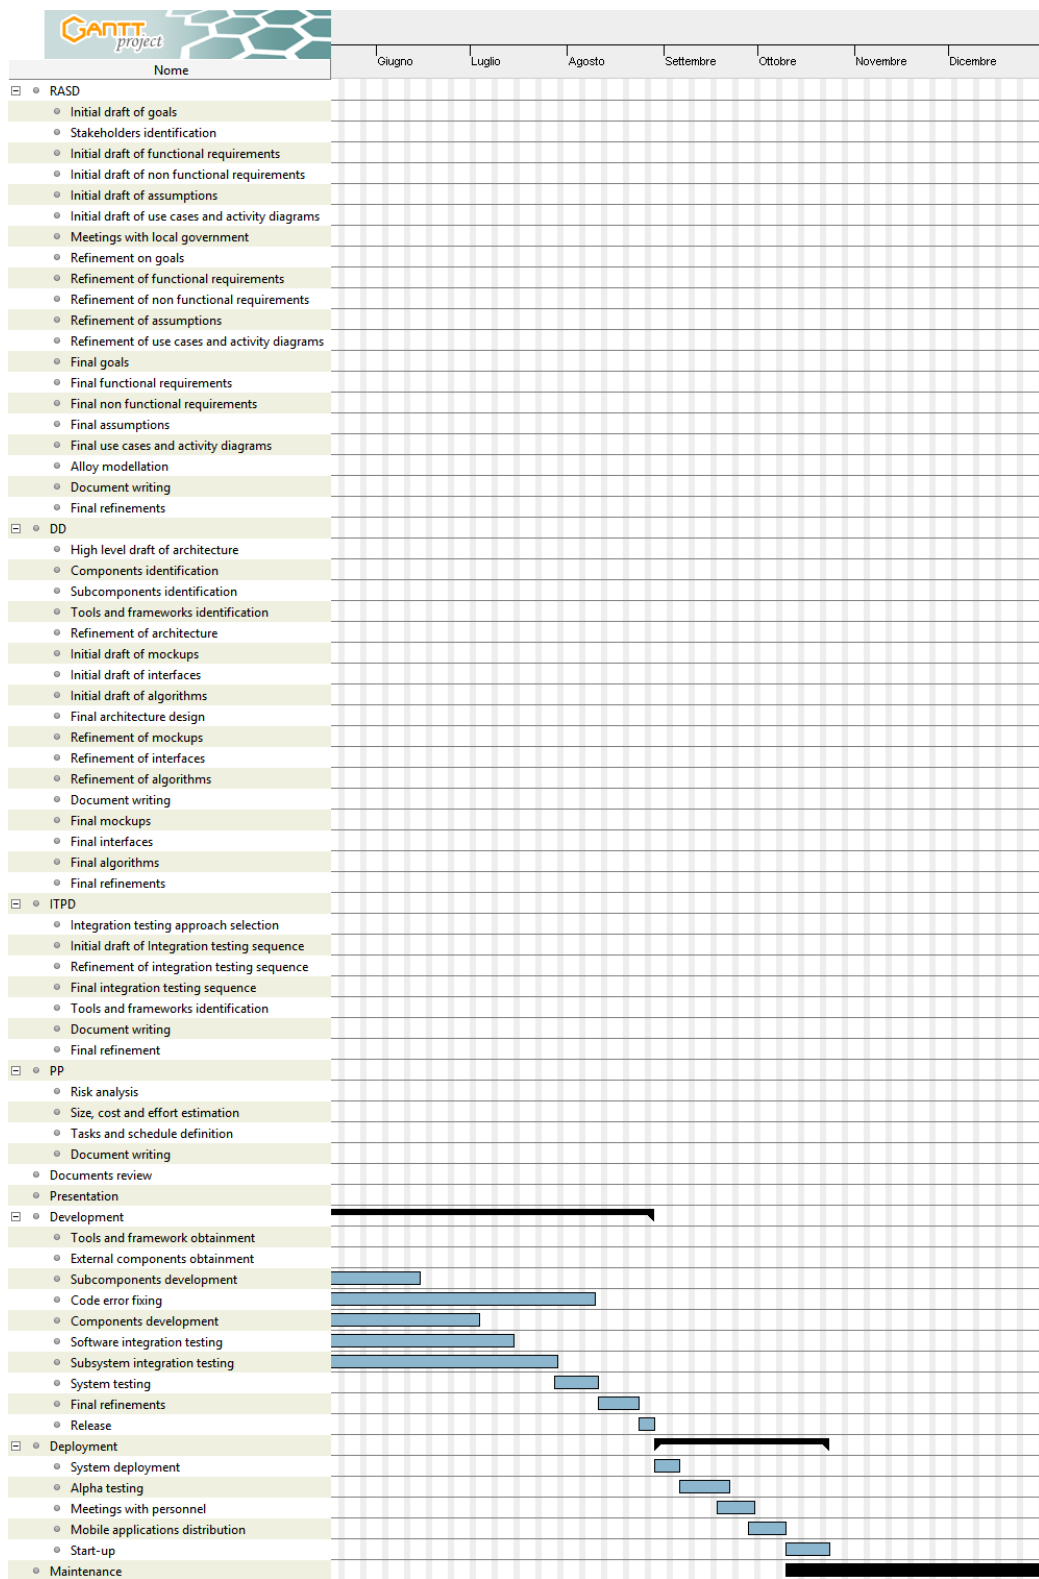 GANTT
project
Nome
Giugno Luglio Agosto Settembre Ottobre Novembre Dicembre
RASD
Initial draft of goals
Stakeholders identification
Initial draft of functional requirements
Initial draft of non functional requirements
Initial draft of assumptions
Initial draft of use cases and activity diagrams
Meetings with local government
Refinement on goals
Refinement of functional requirements
Refinement of non functional requirements
Refinement of assumptions
Refinement of use cases and activity diagrams
Final goals
Final functional requirements
Final non functional requirements
Final assumptions
Final use cases and activity diagrams
Alloy modellation
Document writing
Final refinements
DD
High level draft of architecture
Components identification
Subcomponents identification
Tools and frameworks identification
Refinement of architecture
Initial draft of mockups
Initial draft of interfaces
Initial draft of algorithms
Final architecture design
Refinement of mockups
Refinement of interfaces
Refinement of algorithms
Document writing
Final mockups
Final interfaces
Final algorithms
Final refinements
ITPD
Integration testing approach selection
Initial draft of Integration testing sequence
Refinement of integration testing sequence
Final integration testing sequence
Tools and frameworks identification
Document writing
Final refinement
PP
Risk analysis
Size, cost and effort estimation
Tasks and schedule definition
Document writing
Documents review
Presentation
Development
Tools and framework obtainment
External components obtainment
Subcomponents development
Code error fixing
Components development
Software integration testing
Subsystem integration testing
System testing
Final refinements
Release
Deployment
System deployment
Alpha testing
Meetings with personnel
Mobile applications distribution
Start-up
Maintenance